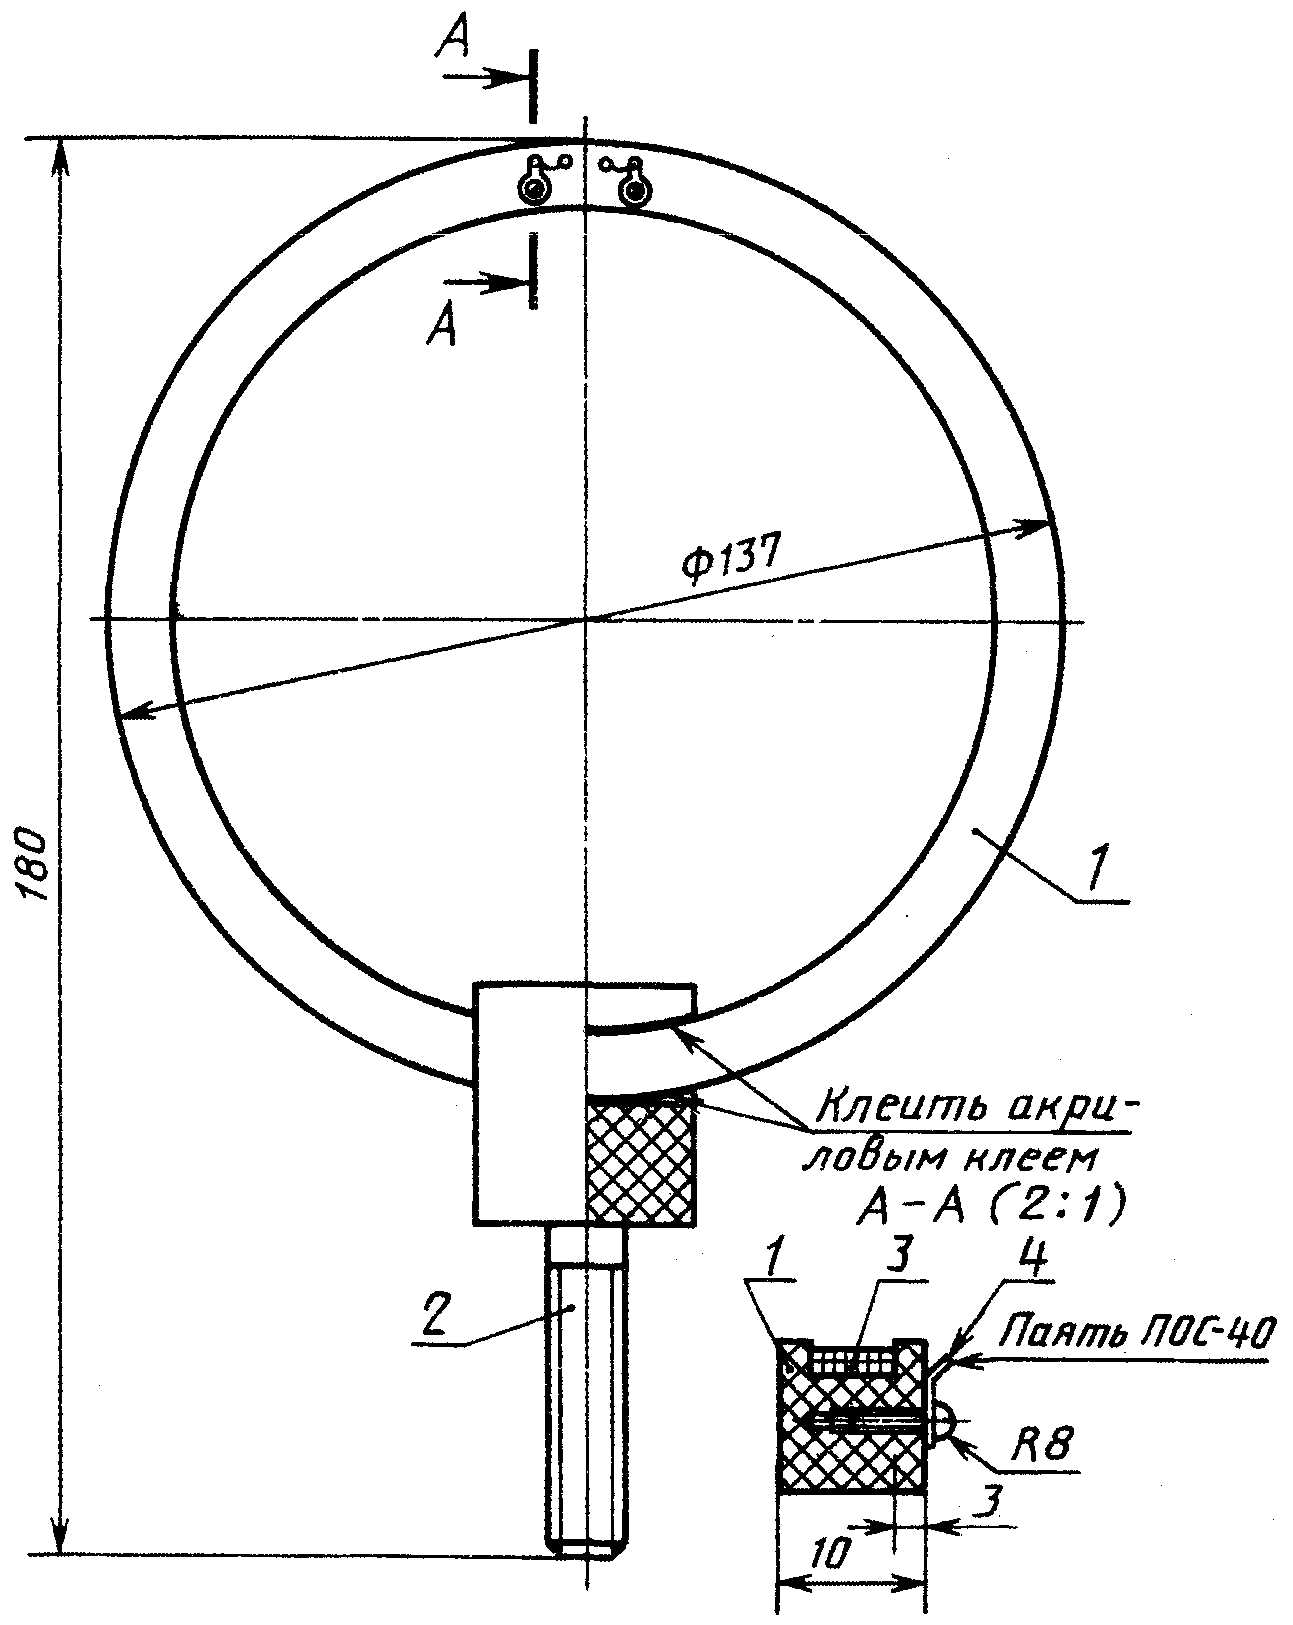 А
А
Ф137
180
1
Клеить акри-
ловым клеем
А-А (2:1)
1
3
4
2
Паять ПОС-40
R8
3
10